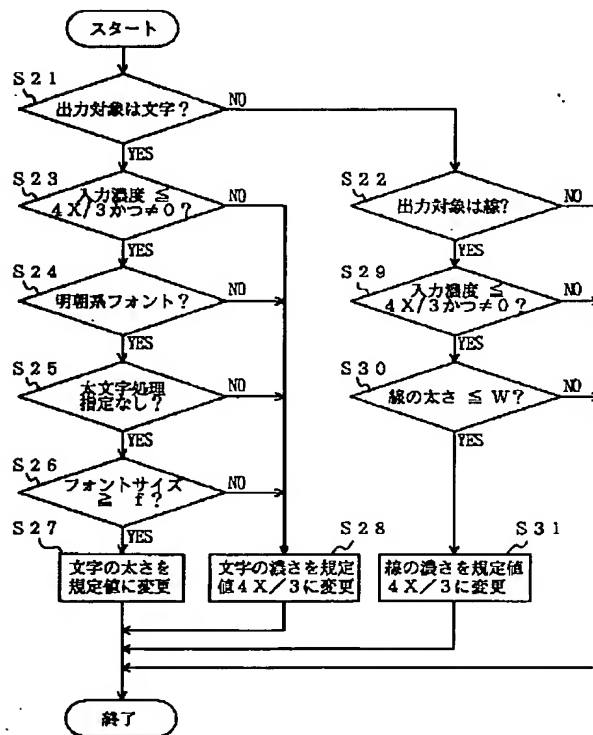 スタート
S21
出力対象は文字?
NO
YES
S23
入力濃度 ≦
4X/3かつ≠0?
NO
YES
S24
明朝系フォント?
NO
YES
S25
太文字処理
指定なし?
NO
YES
S26
フォントサイズ
≧ f?
NO
YES
S27
文字の太さを
規定値に変更
S28
文字の濃さを規定
値4X/3に変更
S22
出力対象は線?
NO
YES
S29
入力濃度 ≦
4X/3かつ≠0?
NO
YES
S30
線の太さ ≦ W?
NO
YES
S31
線の濃さを規定値
4X/3に変更
終了